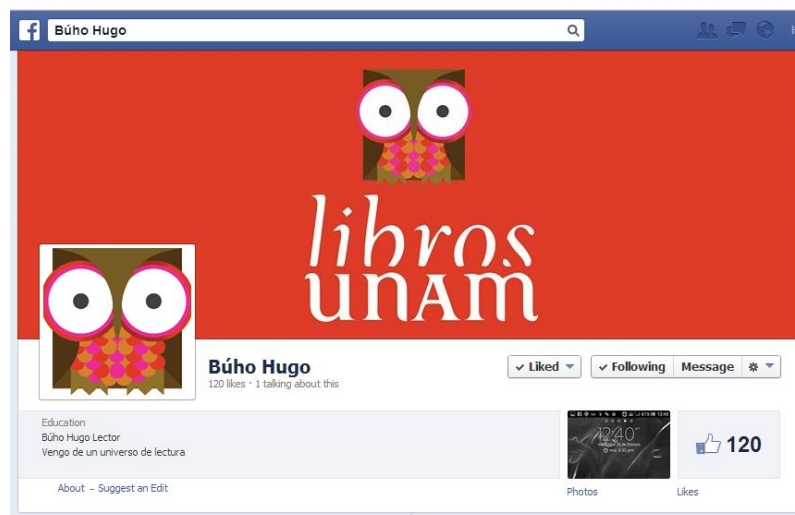 Búho Hugo
libros
UNAM
Búho Hugo
120 likes · 1 talking about this
✓ Liked
✓ Following
Message
Education
Búho Hugo Lector
Vengo de un universo de lectura
12:40
120
About – Suggest an Edit
Photos
Likes